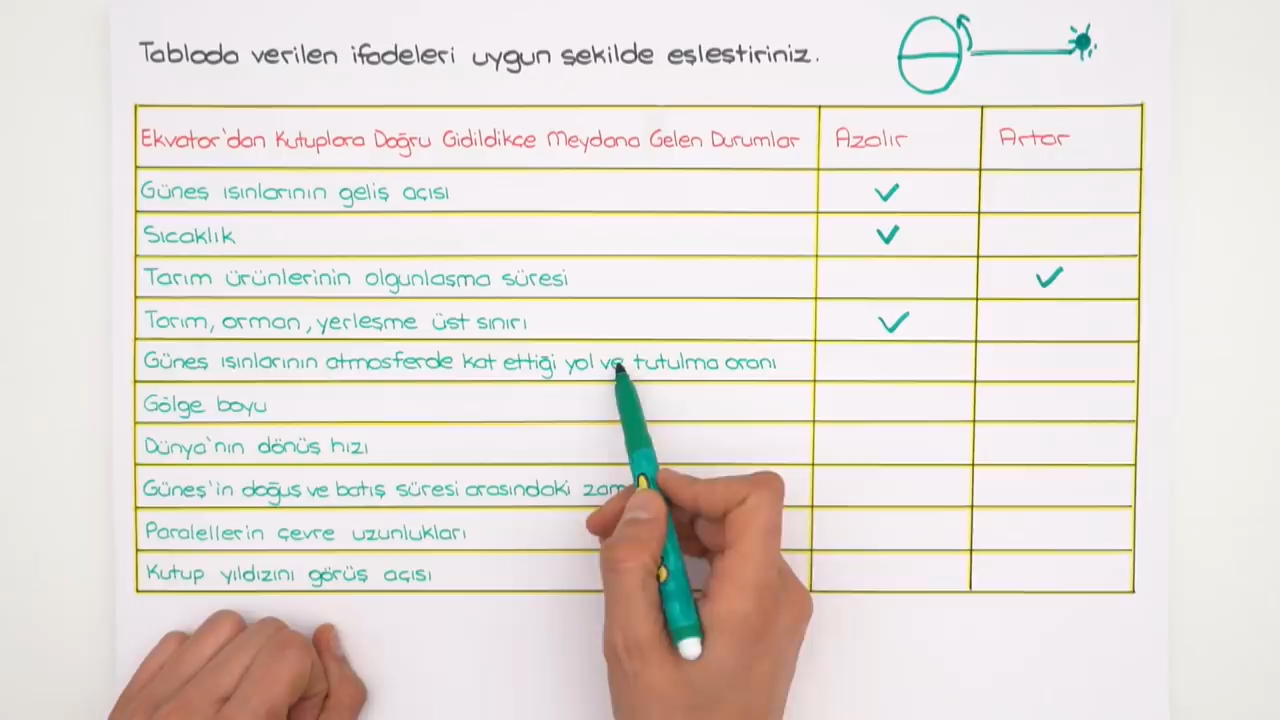 Tabloda verilen ifadeleri uygun şekilde eşleştiriniz.
Ekvator'dan Kutuplara Doğru Gidildikçe Meydana Gelen Durumlar Azalır Artar
Güneş ışınlarının geliş açısı
Sıcaklık
Tarım ürünlerinin olgunlaşma süresi
Tarım, orman, yerleşme üst sınırı
Güneş ışınlarının atmosferde kat ettiği yol ve tutulma oranı
Gölge boyu
Dünya'nın dönüş hızı
Güneş'in doğuş ve batış süresi arasındaki
Paralellerin çevre uzunlukları
Kutup yıldızını görüş açısı